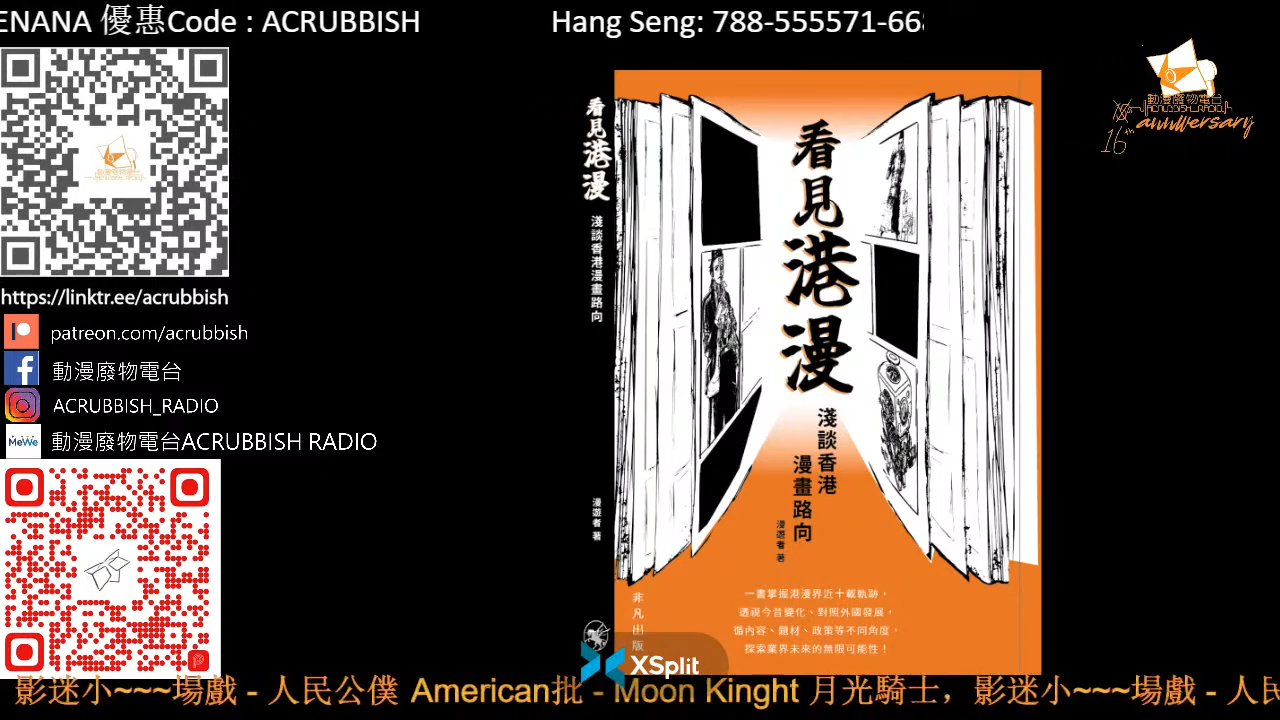 ENANA 優惠Code : ACRUBBISH
Hang Seng: 788-555571-66
動漫廢物電台
ACRUBBISH RADIO
16th anniversary
https://linktr.ee/acrubbish
patreon.com/acrubbish
動漫廢物電台
ACRUBBISH_RADIO
MeWe
動漫廢物電台ACRUBBISH RADIO
看見港漫
淺談香港漫畫路向
漫遊者 著
非凡出版
看見港漫
淺談香港
漫畫路向
漫遊者 著
一書掌握港漫界近十載軌跡，
透視今昔變化、對照外國發展，
循內容、題材、政策等不同角度，
探索業界未來的無限可能性！
XSplit
影迷小~~~場戲 - 人民公僕 American批 - Moon Kinght 月光騎士，影迷小~~~場戲 - 人民